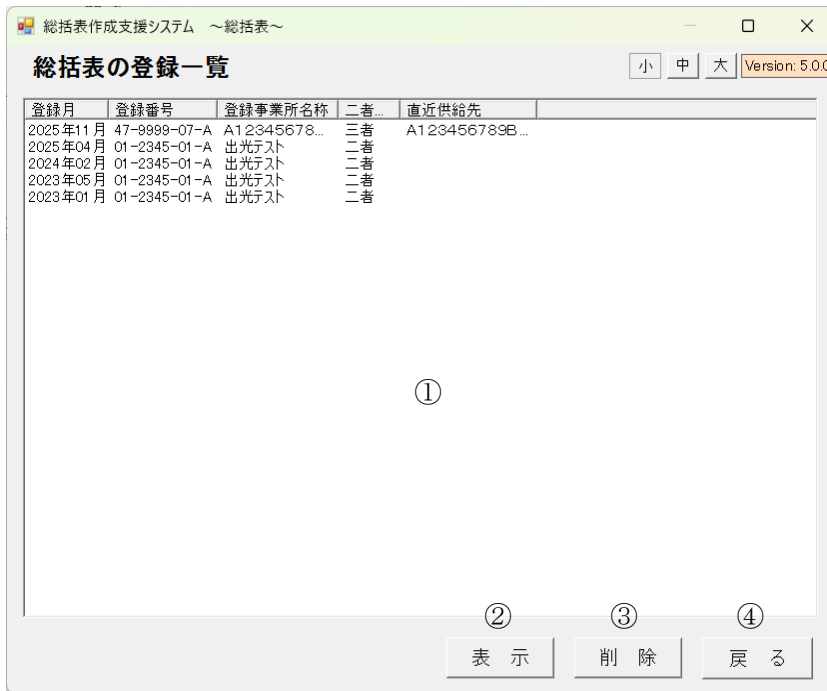 総括表作成支援システム ～総括表～
総括表の登録一覧
小 中 大 Version: 5.0.0
登録月 登録番号 登録事業所名称 二者... 直近供給先
2025年11月 47-9999-07-A A12345678... 三者 A123456789B...
2025年04月 01-2345-01-A 出光テスト 二者
2024年02月 01-2345-01-A 出光テスト 二者
2023年05月 01-2345-01-A 出光テスト 二者
2023年01月 01-2345-01-A 出光テスト 二者
①
② ③ ④
表 示 削 除 戻 る